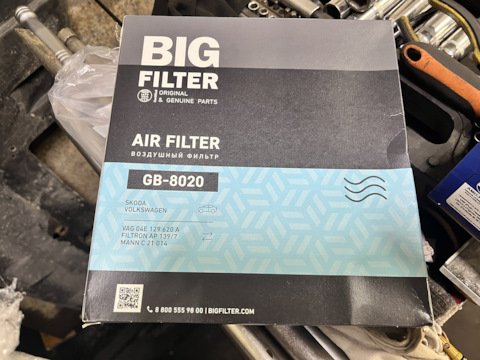 BIG
FILTER
ORIGINAL
& GENUINE PARTS
AIR FILTER
ВОЗДУШНЫЙ ФИЛЬТР
GB-8020
SKODA
VOLKSWAGEN
VAG 04E 129 620 A
FILTRON AP 139/7
MANN C 21 014
8 800 555 98 00 | BIGFILTER.COM